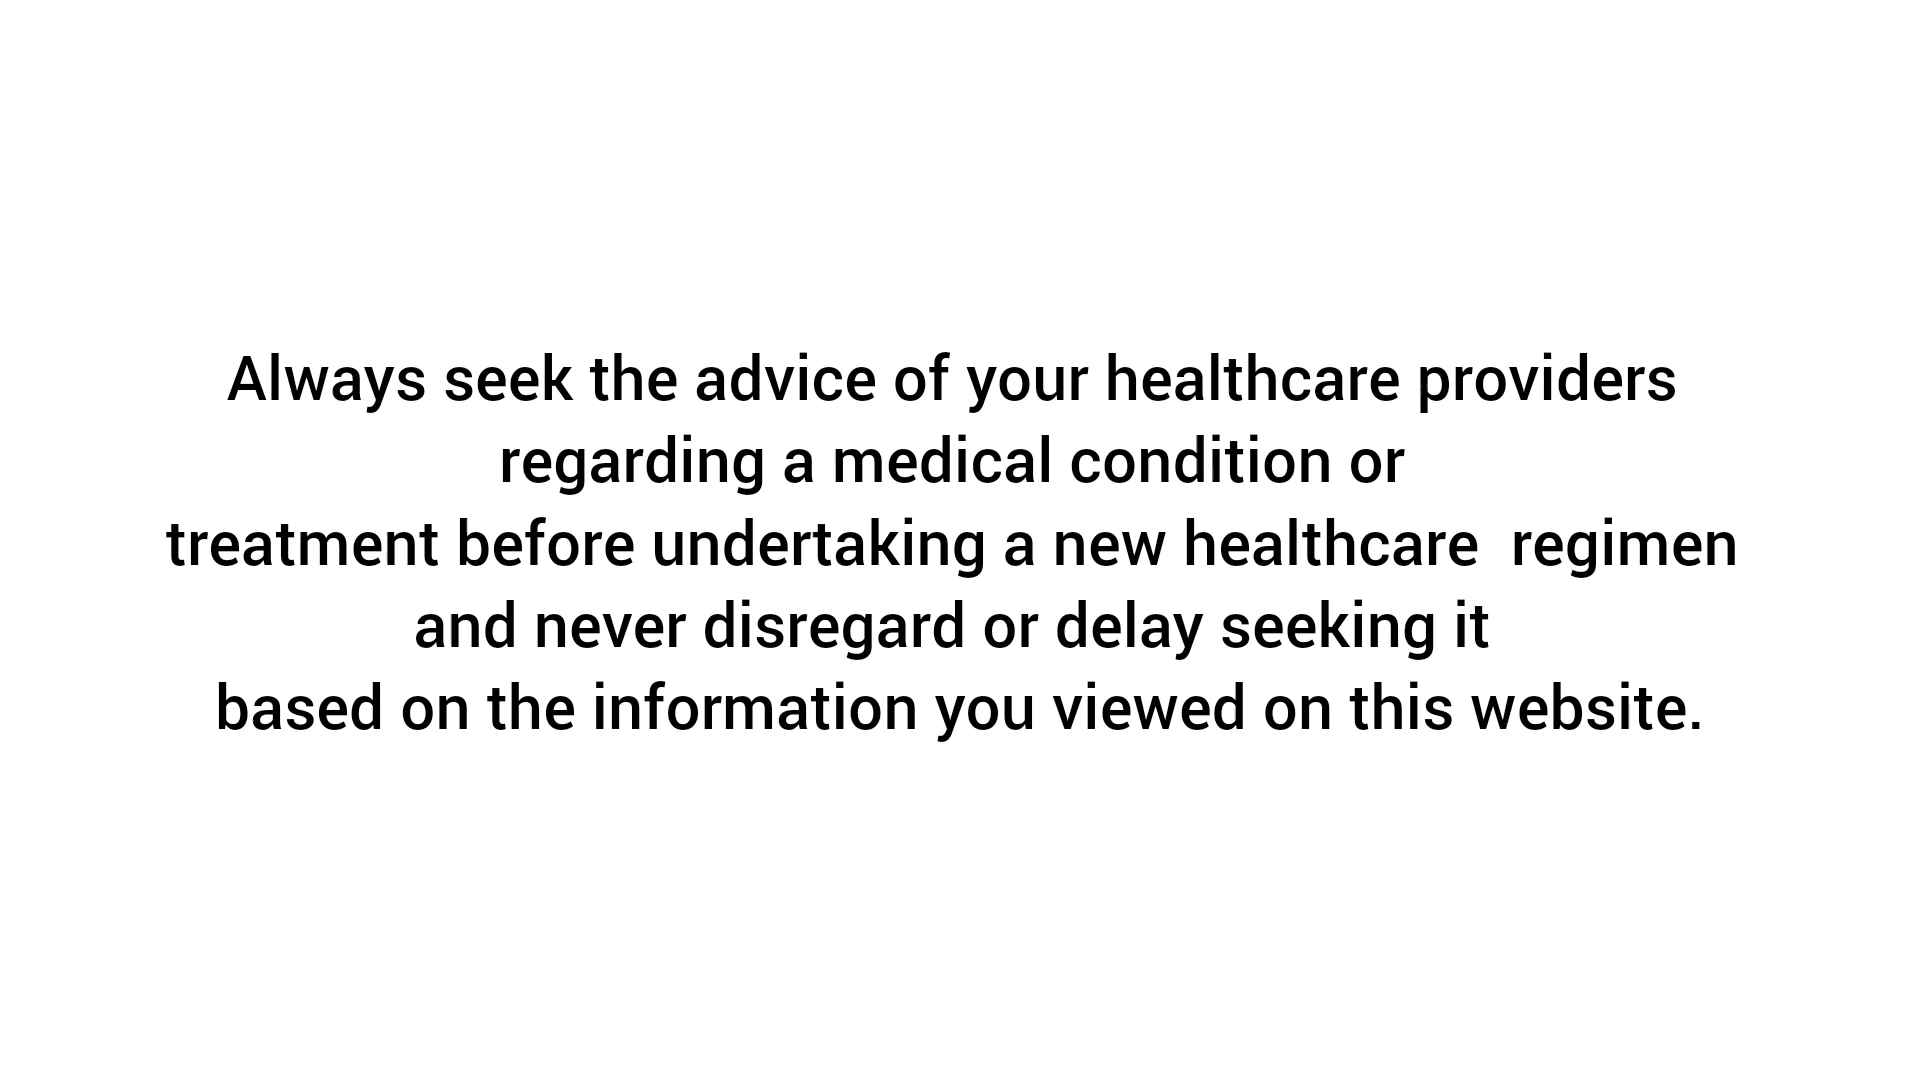 Always seek the advice of your healthcare providers
regarding a medical condition or
treatment before undertaking a new healthcare  regimen
and never disregard or delay seeking it
based on the information you viewed on this website.